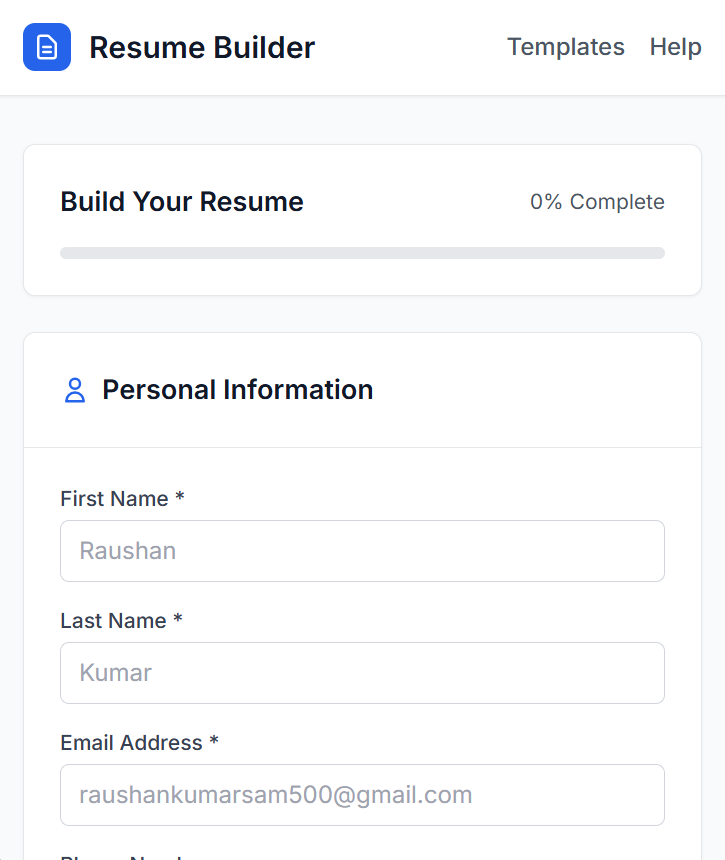 Resume Builder Templates Help
Build Your Resume 0% Complete
Personal Information
First Name *
Raushan
Last Name *
Kumar
Email Address *
raushankumarsam500@gmail.com